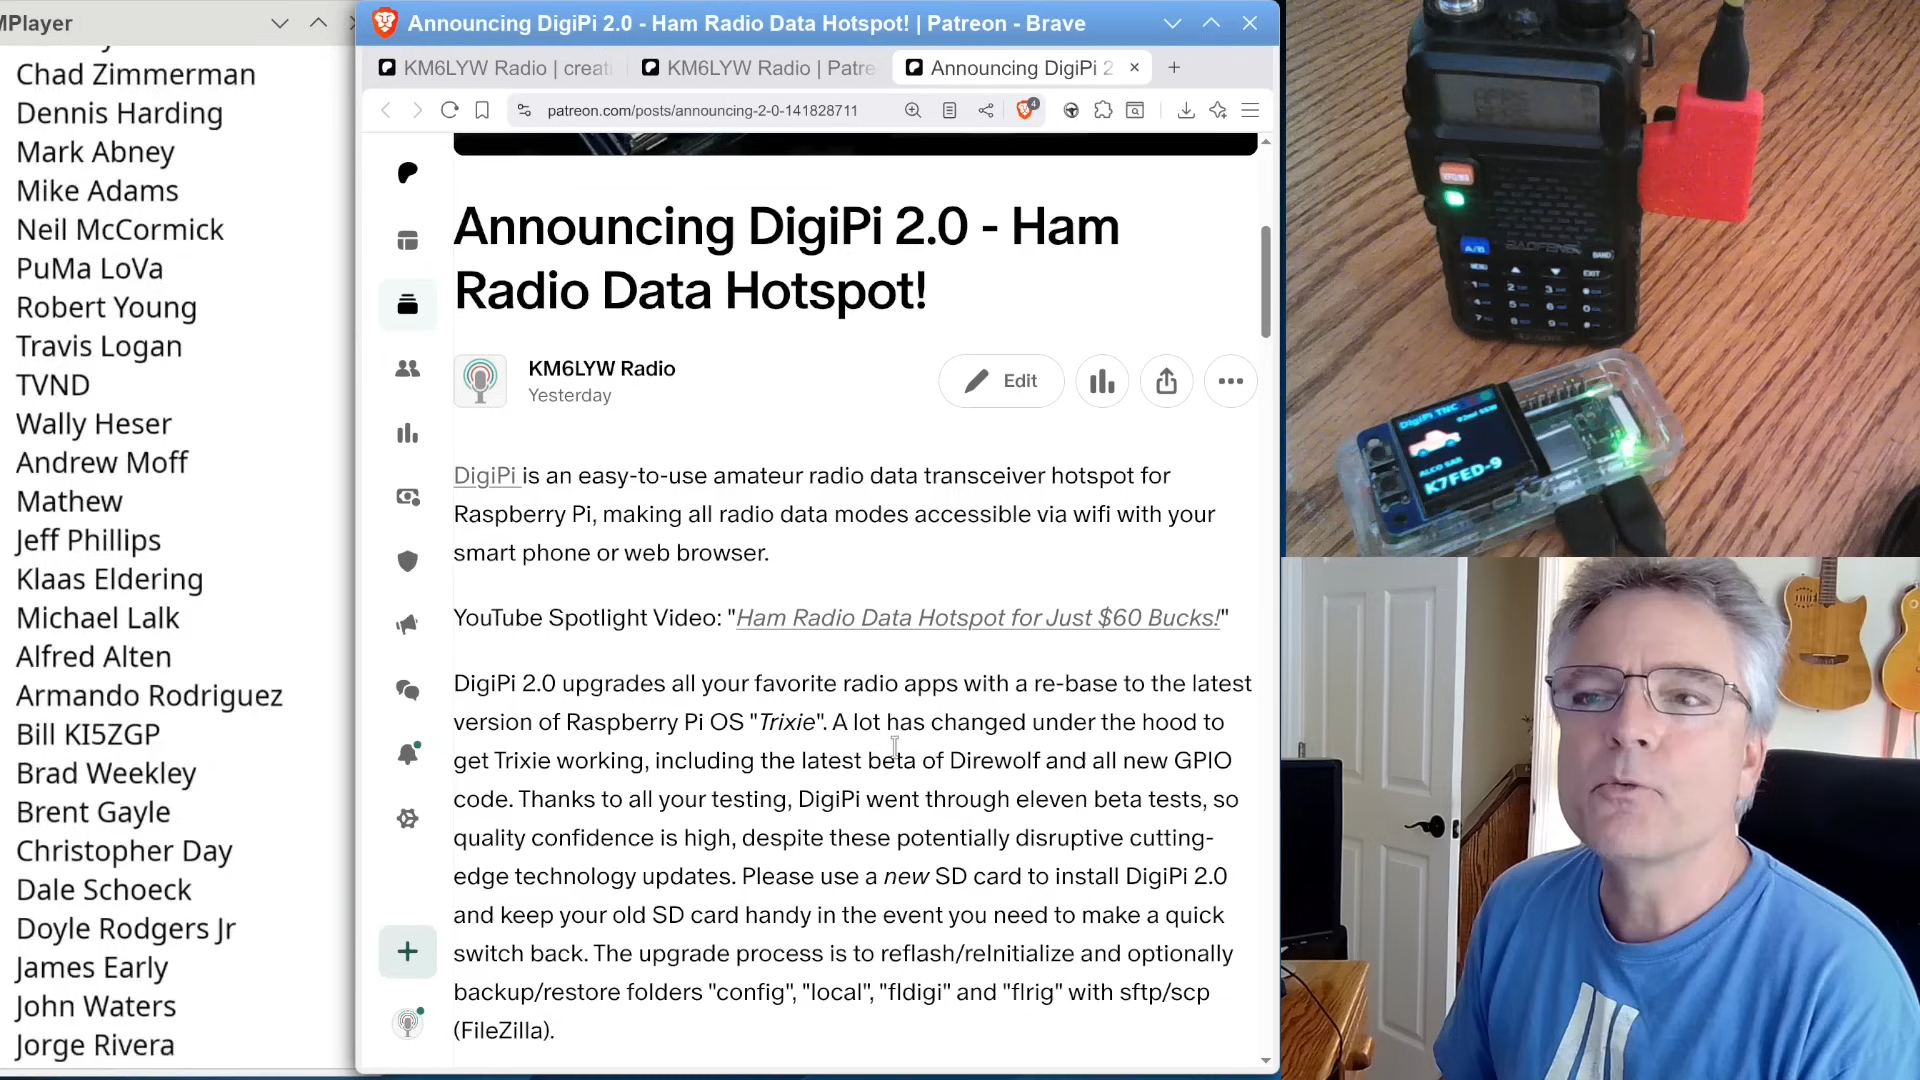 MPlayer
Chad Zimmerman
Dennis Harding
Mark Abney
Mike Adams
Neil McCormick
PuMa LoVa
Robert Young
Travis Logan
TVND
Wally Heser
Andrew Moff
Mathew
Jeff Phillips
Klaas Eldering
Michael Lalk
Alfred Alten
Armando Rodriguez
Bill KI5ZGP
Brad Weekley
Brent Gayle
Christopher Day
Dale Schoeck
Doyle Rodgers Jr
James Early
John Waters
Jorge Rivera
Announcing DigiPi 2.0 - Ham Radio Data Hotspot! | Patreon - Brave
KM6LYW Radio | creat
KM6LYW Radio | Patre
Announcing DigiPi 2
patreon.com/posts/announcing-2-0-141828711
4
Announcing DigiPi 2.0 - Ham
Radio Data Hotspot!
KM6LYW Radio
Yesterday
Edit
DigiPi is an easy-to-use amateur radio data transceiver hotspot for
Raspberry Pi, making all radio data modes accessible via wifi with your
smart phone or web browser.
YouTube Spotlight Video: "Ham Radio Data Hotspot for Just $60 Bucks!"
DigiPi 2.0 upgrades all your favorite radio apps with a re-base to the latest
version of Raspberry Pi OS "Trixie". A lot has changed under the hood to
get Trixie working, including the latest beta of Direwolf and all new GPIO
code. Thanks to all your testing, DigiPi went through eleven beta tests, so
quality confidence is high, despite these potentially disruptive cutting-
edge technology updates. Please use a new SD card to install DigiPi 2.0
and keep your old SD card handy in the event you need to make a quick
switch back. The upgrade process is to reflash/reInitialize and optionally
backup/restore folders "config", "local", "fldigi" and "flrig" with sftp/scp
(FileZilla).
A/B
BAOFENG
BAND
MENU
EXIT
DigiPi TNC
K7FED-9